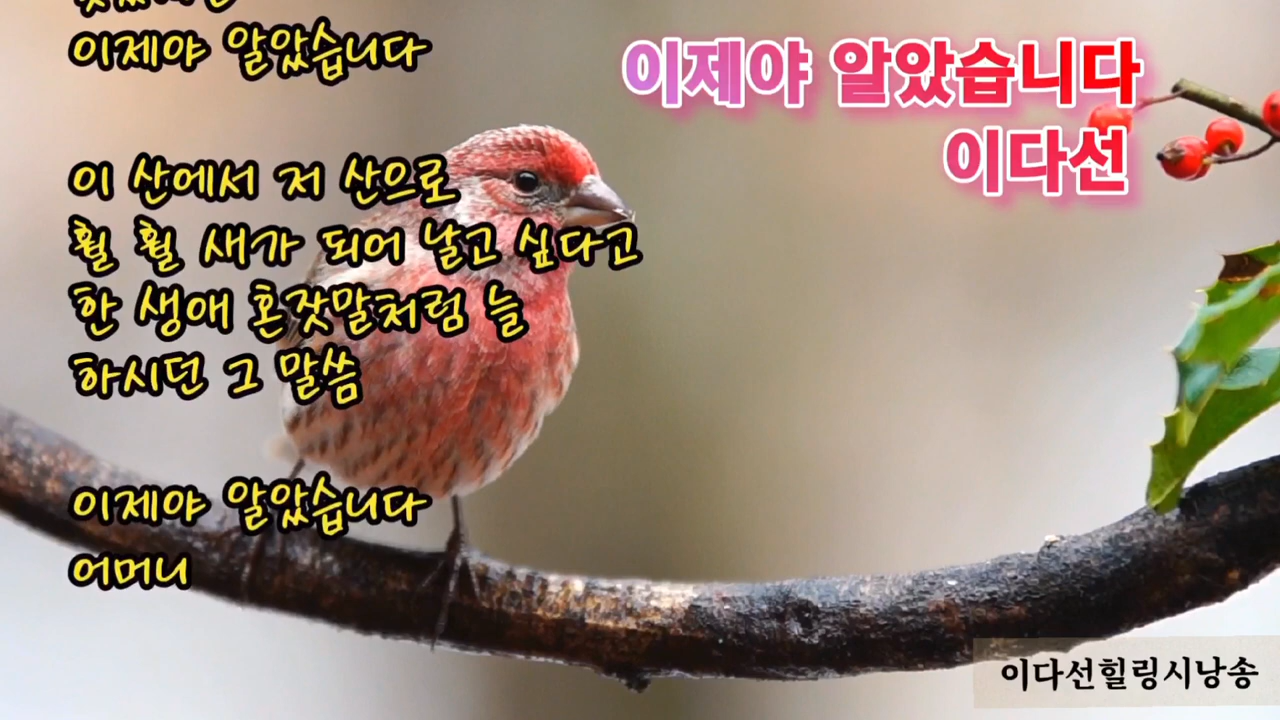 이제야 알았습니다
이 산에서 저 산으로
훨 훨 새가 되어 날고 싶다고
한 생애 혼잣말처럼 늘
하시던 그 말씀
이제야 알았습니다
어머니
이제야 알았습니다
이다선
이다선힐링시낭송